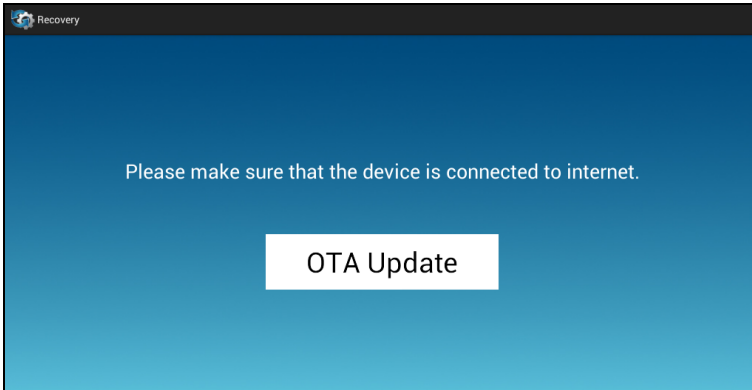 Recovery
Please make sure that the device is connected to internet.
OTA Update